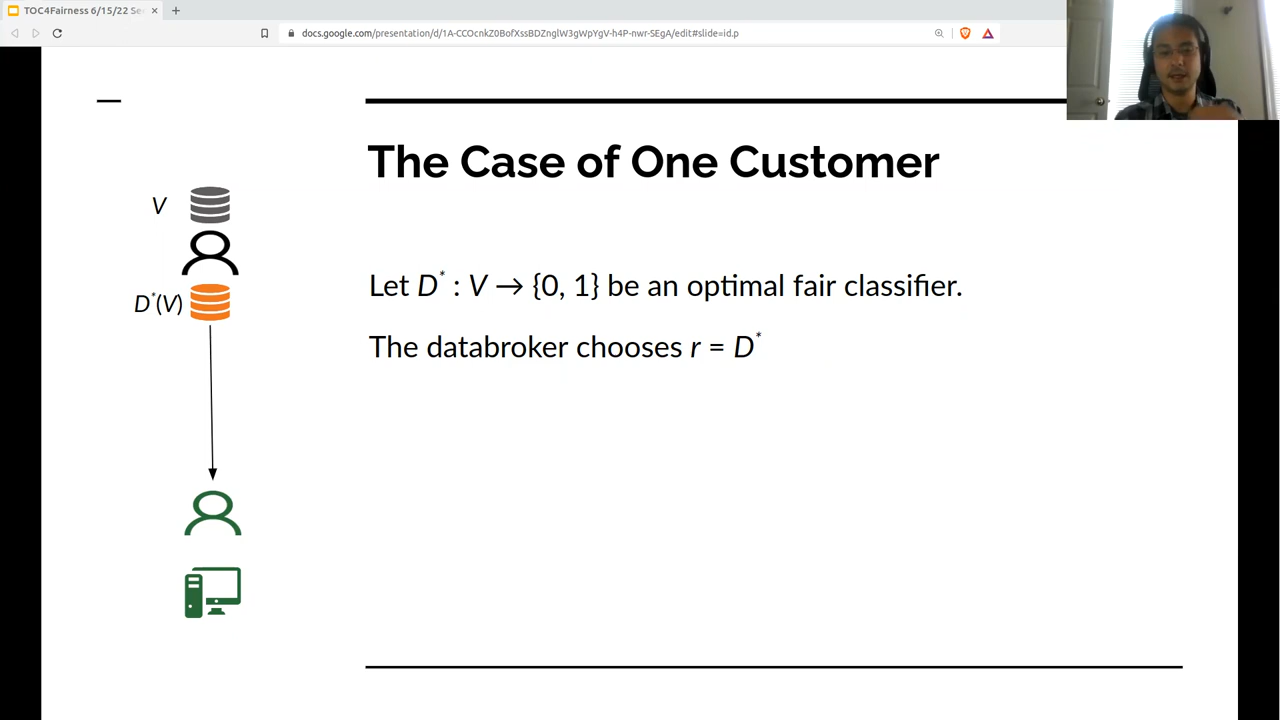 TOC4Fairness 6/15/22 Se
docs.google.com/presentation/d/1A-CCOcnkZ0BofXssBDZnglW3gWpYgV-h4P-nwr-SEgA/edit#slide=id.p
The Case of One Customer
V
D*(V)
Let D* : V → {0, 1} be an optimal fair classifier.
The databroker chooses r = D*